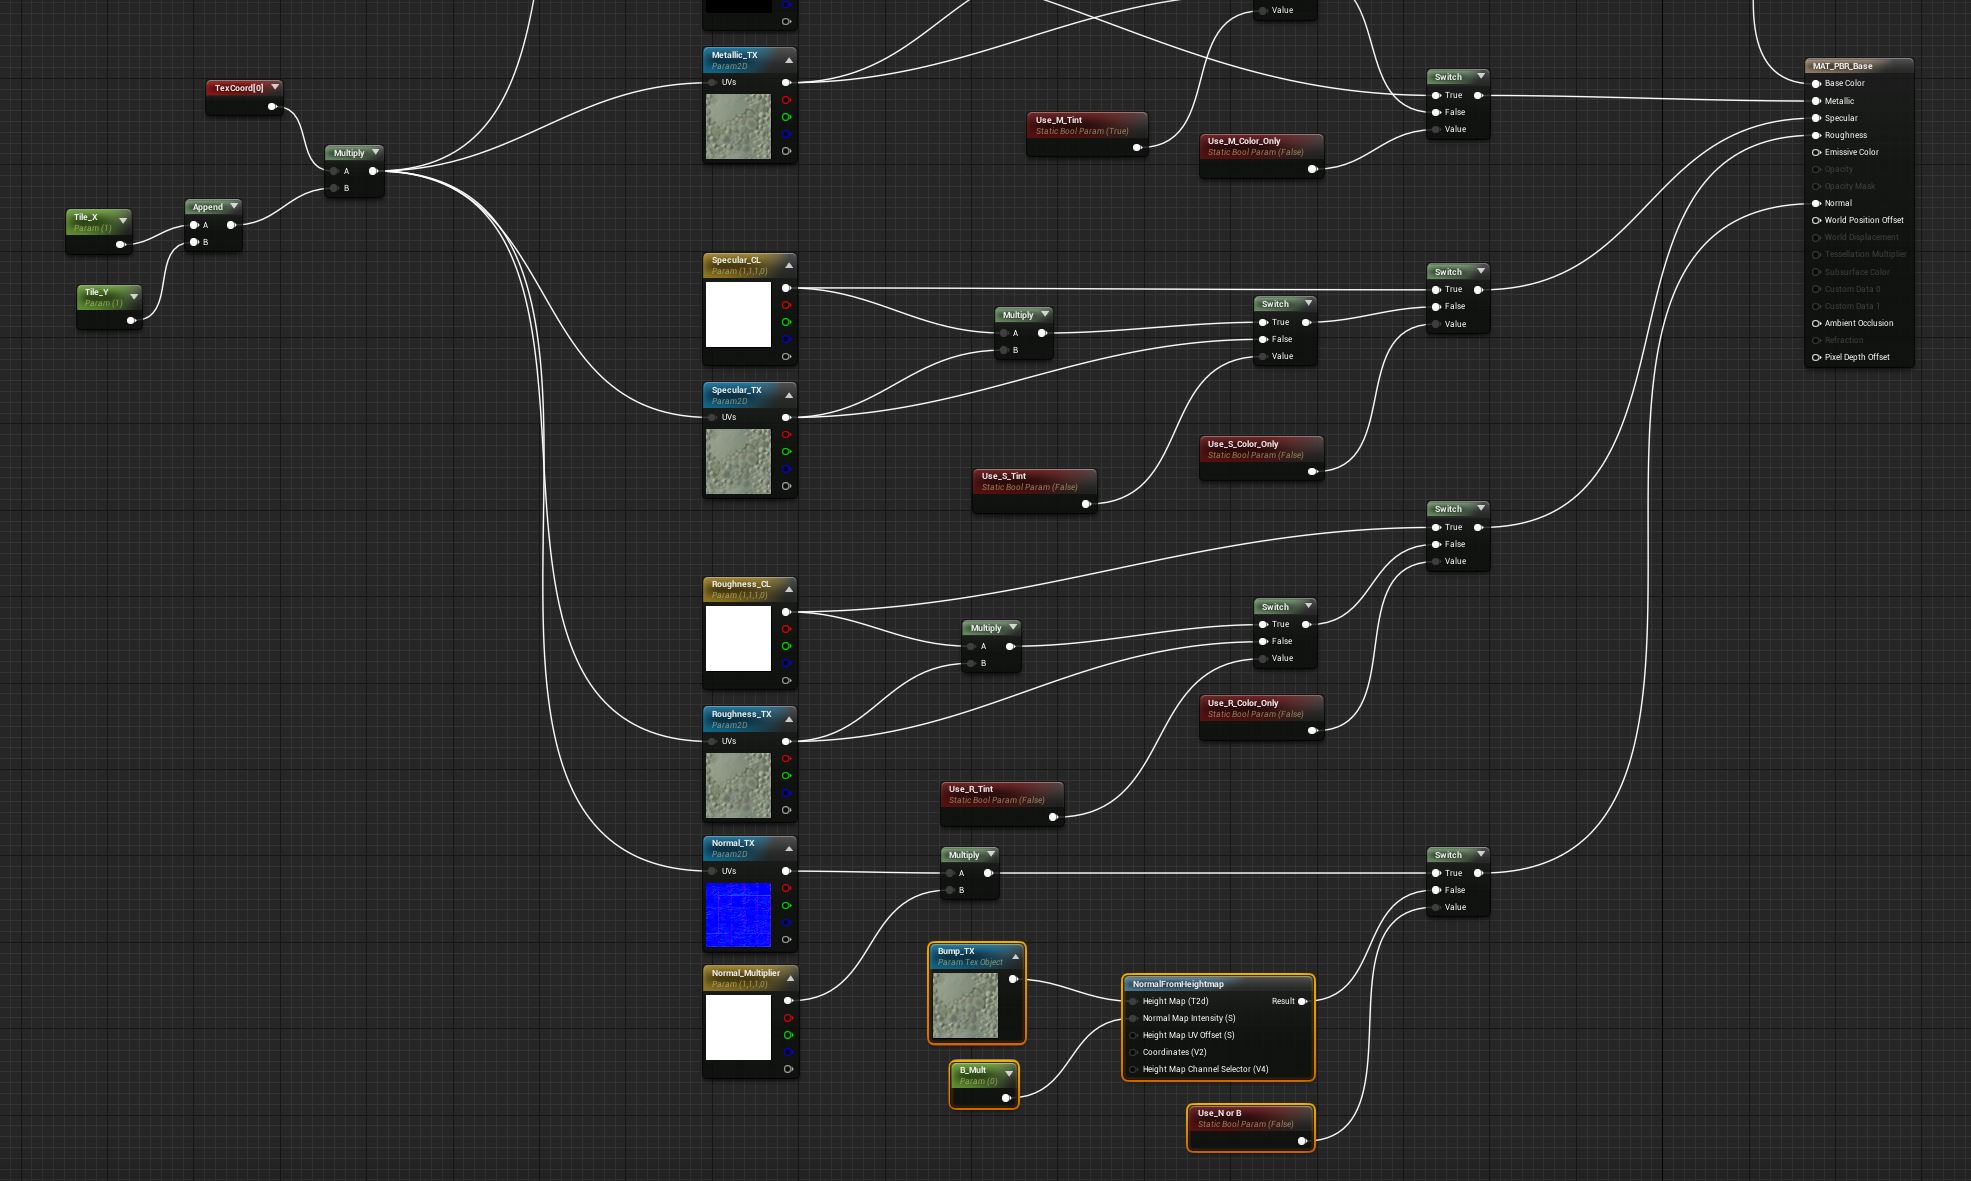 Value
Metallic_TX
Param2D
UVs
TexCoord[0]
Multiply
A
B
Tile_X
Param (1)
Append
A
B
Tile_Y
Param (1)
Use_M_Tint
Static Bool Param (True)
Use_M_Color_Only
Static Bool Param (False)
Switch
True
False
Value
MAT_PBR_Base
Base Color
Metallic
Specular
Roughness
Emissive Color
Opacity
Opacity Mask
Normal
World Position Offset
World Displacement
Tessellation Multiplier
Subsurface Color
Custom Data 0
Custom Data 1
Ambient Occlusion
Refraction
Pixel Depth Offset
Specular_CL
Param (1,1,1,0)
Multiply
A
B
Switch
True
False
Value
Switch
True
False
Value
Specular_TX
Param2D
UVs
Use_S_Tint
Static Bool Param (False)
Use_S_Color_Only
Static Bool Param (False)
Switch
True
False
Value
Roughness_CL
Param (1,1,1,0)
Multiply
A
B
Switch
True
False
Value
Roughness_TX
Param2D
UVs
Use_R_Color_Only
Static Bool Param (False)
Use_R_Tint
Static Bool Param (False)
Normal_TX
Param2D
UVs
Multiply
A
B
Switch
True
False
Value
Normal_Multiplier
Param (1,1,1,0)
Bump_TX
Param Tex Object
B_Mult
Param (0)
NormalFromHeightmap
Height Map (T2d)
Result
Normal Map Intensity (S)
Height Map UV Offset (S)
Coordinates (V2)
Height Map Channel Selector (V4)
Use_N or B
Static Bool Param (False)